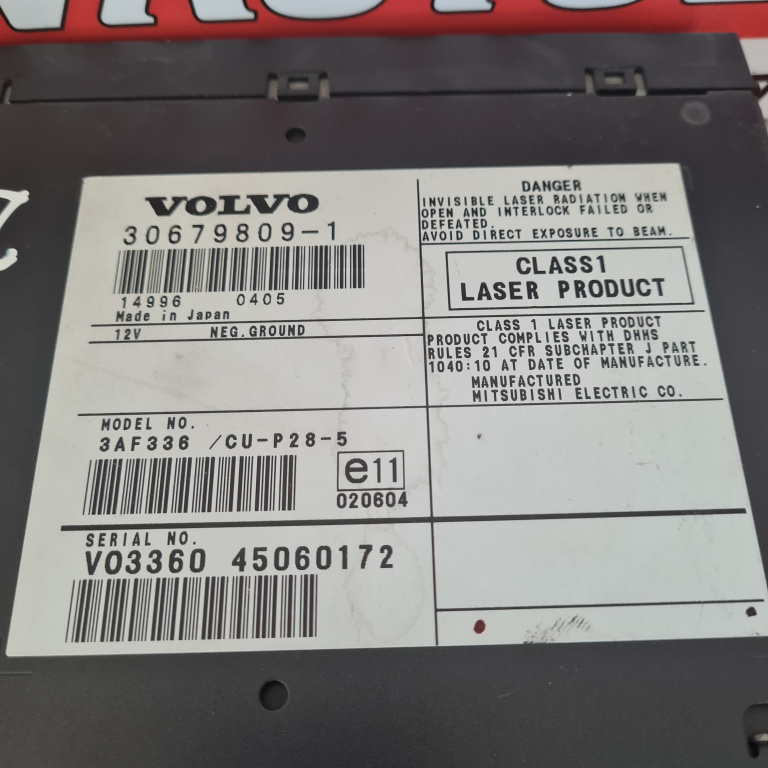 VOLVO
30679809-1
14996 0405
Made in Japan
12V NEG.GROUND
MODEL NO.
3AF336 /CU-P28-5
e11
020604
SERIAL NO.
V03360 45060172
DANGER
INVISIBLE LASER RADIATION WHEN
OPEN AND INTERLOCK FAILED OR
DEFEATED.
AVOID DIRECT EXPOSURE TO BEAM.
CLASS1
LASER PRODUCT
CLASS 1 LASER PRODUCT
PRODUCT COMPLIES WITH DHHS
RULES 21 CFR SUBCHAPTER J PART
1040:10 AT DATE OF MANUFACTURE.
MANUFACTURED
MITSUBISHI ELECTRIC CO.